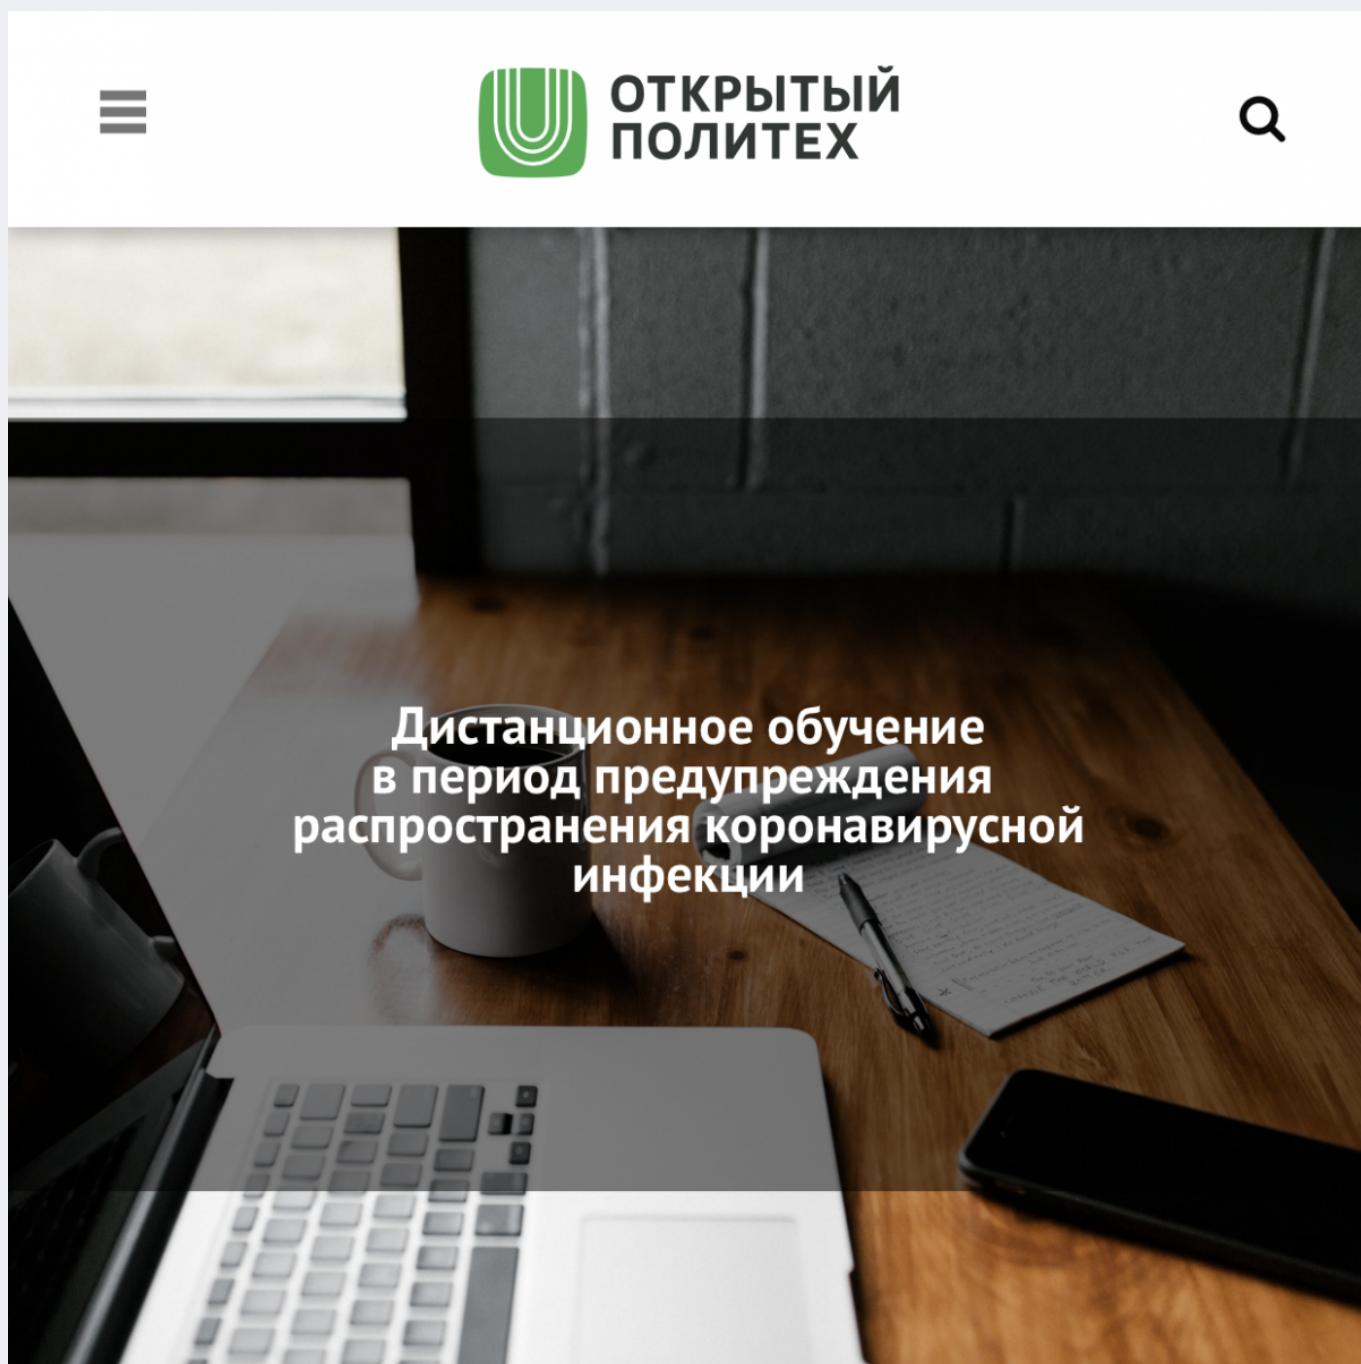 ОТКРЫТЫЙ
ПОЛИТЕХ
Дистанционное обучение
в период предупреждения
распространения коронавирусной
инфекции